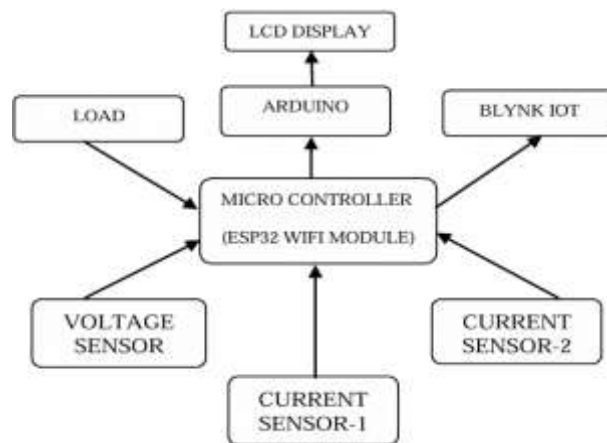 LCD DISPLAY
LOAD
ARDUINO
BLYNK IOT
MICRO CONTROLLER
(ESP32 WIFI MODULE)
VOLTAGE
SENSOR
CURRENT
SENSOR-2
CURRENT
SENSOR-1